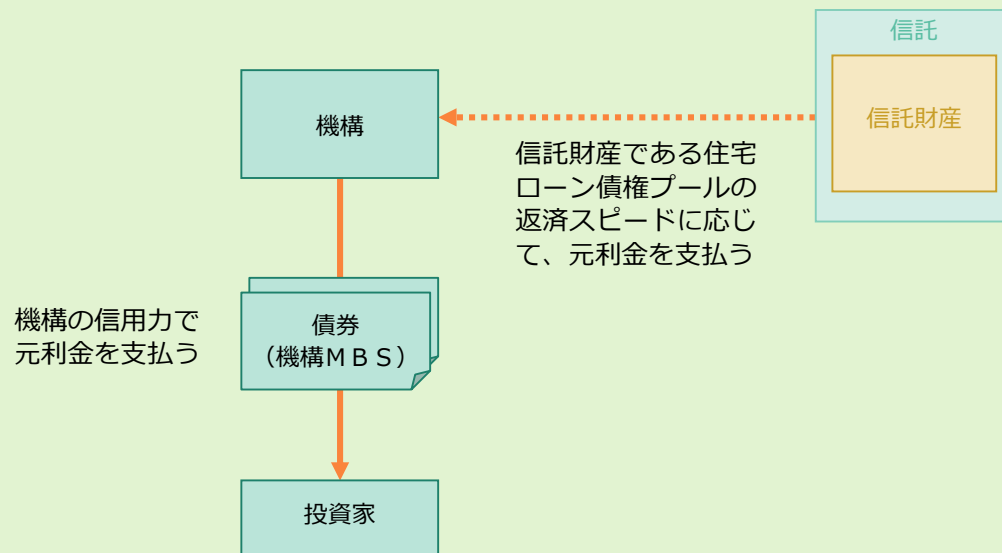 信託
信託財産
機構
信託財産である住宅
ローン債権プールの
返済スピードに応じ
て、元利金を支払う
機構の信用力で
元利金を支払う
債券
（機構ＭＢＳ）
投資家